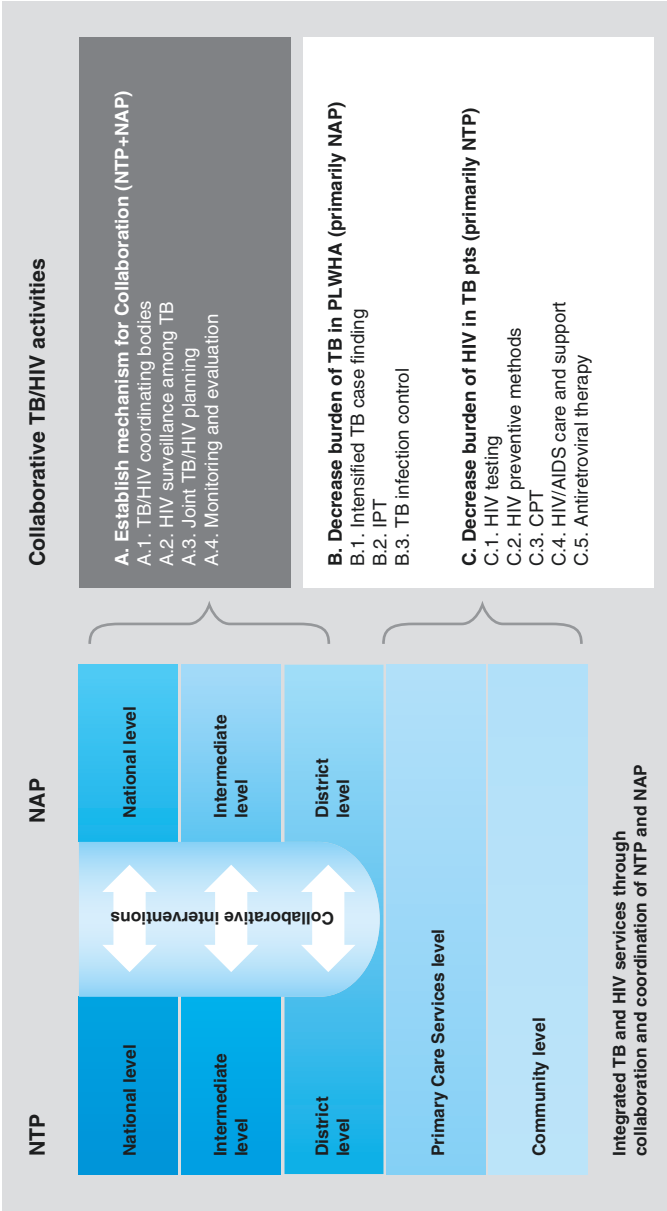 NTP
NAP
Collaborative TB/HIV activities
National level
Intermediate
level
District
level
Collaborative interventions
National level
Intermediate
level
District
level
Primary Care Services level
Community level
A. Establish mechanism for Collaboration (NTP+NAP)
A.1. TB/HIV coordinating bodies
A.2. HIV surveillance among TB
A.3. Joint TB/HIV planning
A.4. Monitoring and evaluation
B. Decrease burden of TB in PLWHA (primarily NAP)
B.1. Intensified TB case finding
B.2. IPT
B.3. TB infection control
C. Decrease burden of HIV in TB pts (primarily NTP)
C.1. HIV testing
C.2. HIV preventive methods
C.3. CPT
C.4. HIV/AIDS care and support
C.5. Antiretroviral therapy
Integrated TB and HIV services through
collaboration and coordination of NTP and NAP